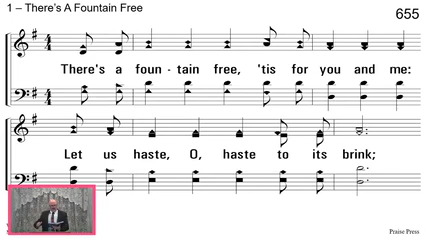 1 – There's A Fountain Free
655
There's a foun - tain free, 'tis for you and me:
Let us haste, O, haste to its brink;
Praise Press